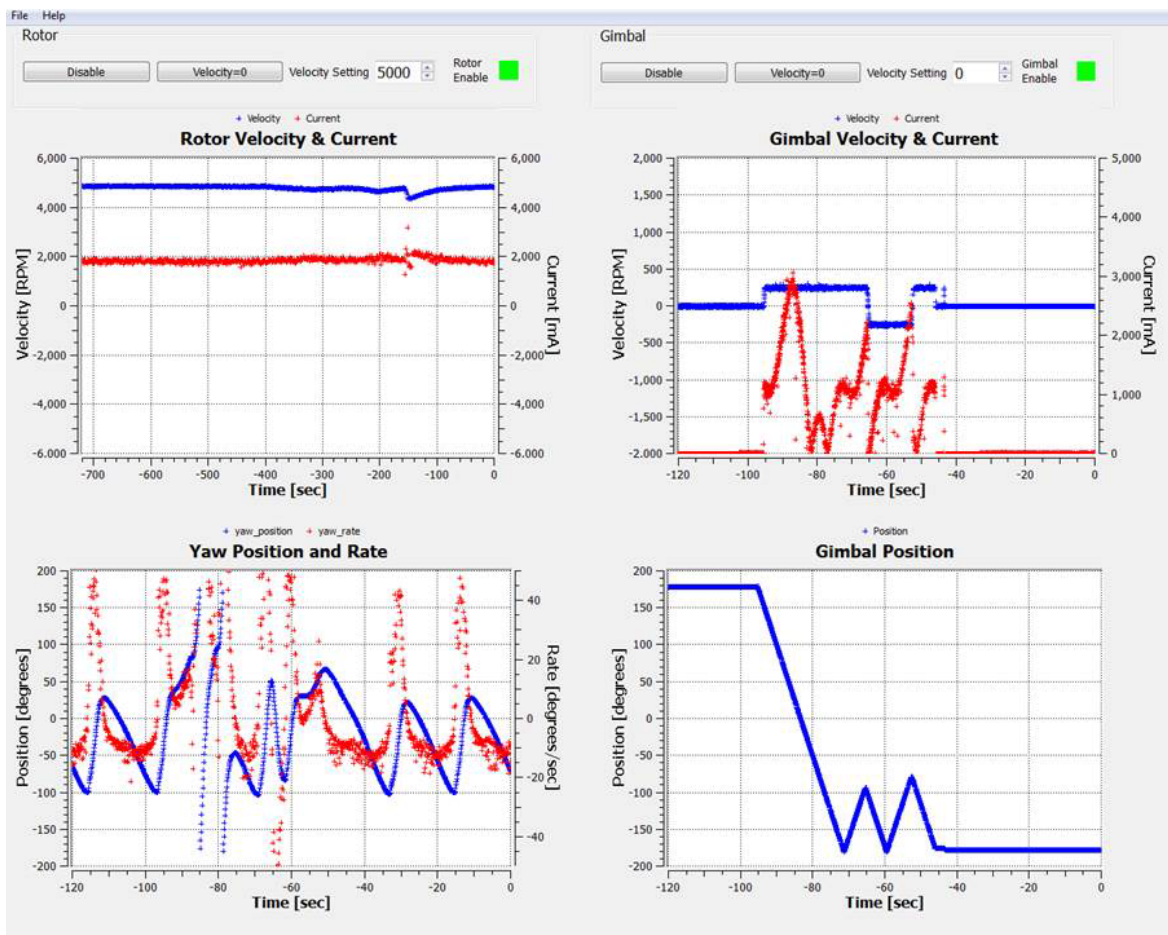 File Help
Rotor
Disable Velocity=0 Velocity Setting 5000 Rotor Enable
Gimbal
Disable Velocity=0 Velocity Setting 0 Gimbal Enable
+ Velocity + Current
Rotor Velocity & Current
6,000
4,000
2,000
0
-2,000
-4,000
-6.000
Velocity [RPM]
6,000
4,000
2,000
0
-2,000
-4,000
-6.000
Current [mA]
-700 -600 -500 -400 -300 -200 -100 0
Time [sec]
+ Velocity + Current
Gimbal Velocity & Current
2,000
1,500
1,000
500
0
-500
-1,000
-1,500
-2.000
Velocity [RPM]
5,000
4,000
3,000
2,000
1,000
0
Current [mA]
-120 -100 -80 -60 -40 -20 0
Time [sec]
+ yaw_position + yaw_rate
Yaw Position and Rate
200
150
100
50
0
-50
-100
-150
-200
Position [degrees]
40
20
0
-20
-40
Rate [degrees/sec]
-120 -100 -80 -60 -40 -20 0
Time [sec]
+ Position
Gimbal Position
200
150
100
50
0
-50
-100
-150
-200
Position [degrees]
-120 -100 -80 -60 -40 -20 0
Time [sec]